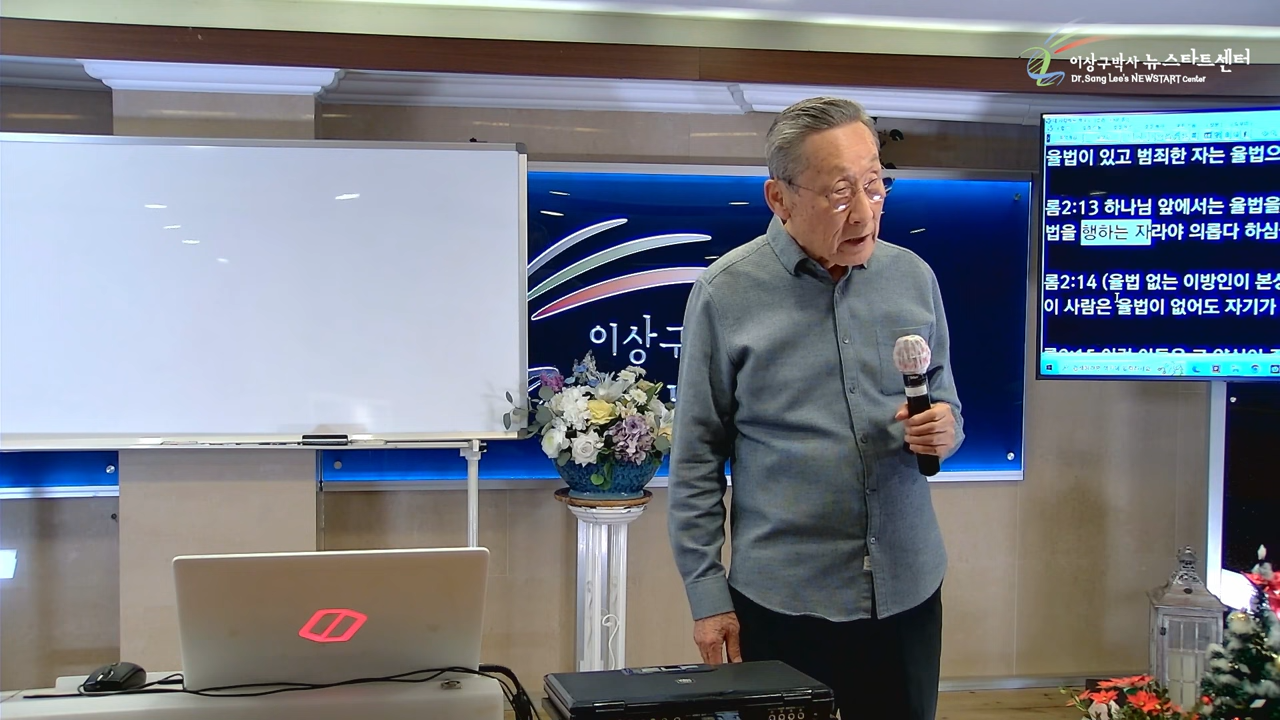 이상구박사 뉴스타트센터
Dr. Sang Lee's NEWSTART Center
율법이 있고 범죄한 자는 율법으
롬2:13 하나님 앞에서는 율법을
법을 행하는 자라야 의롭다 하심
롬2:14 (율법 없는 이방인이 본성
이 사람은 율법이 없어도 자기가
이상구